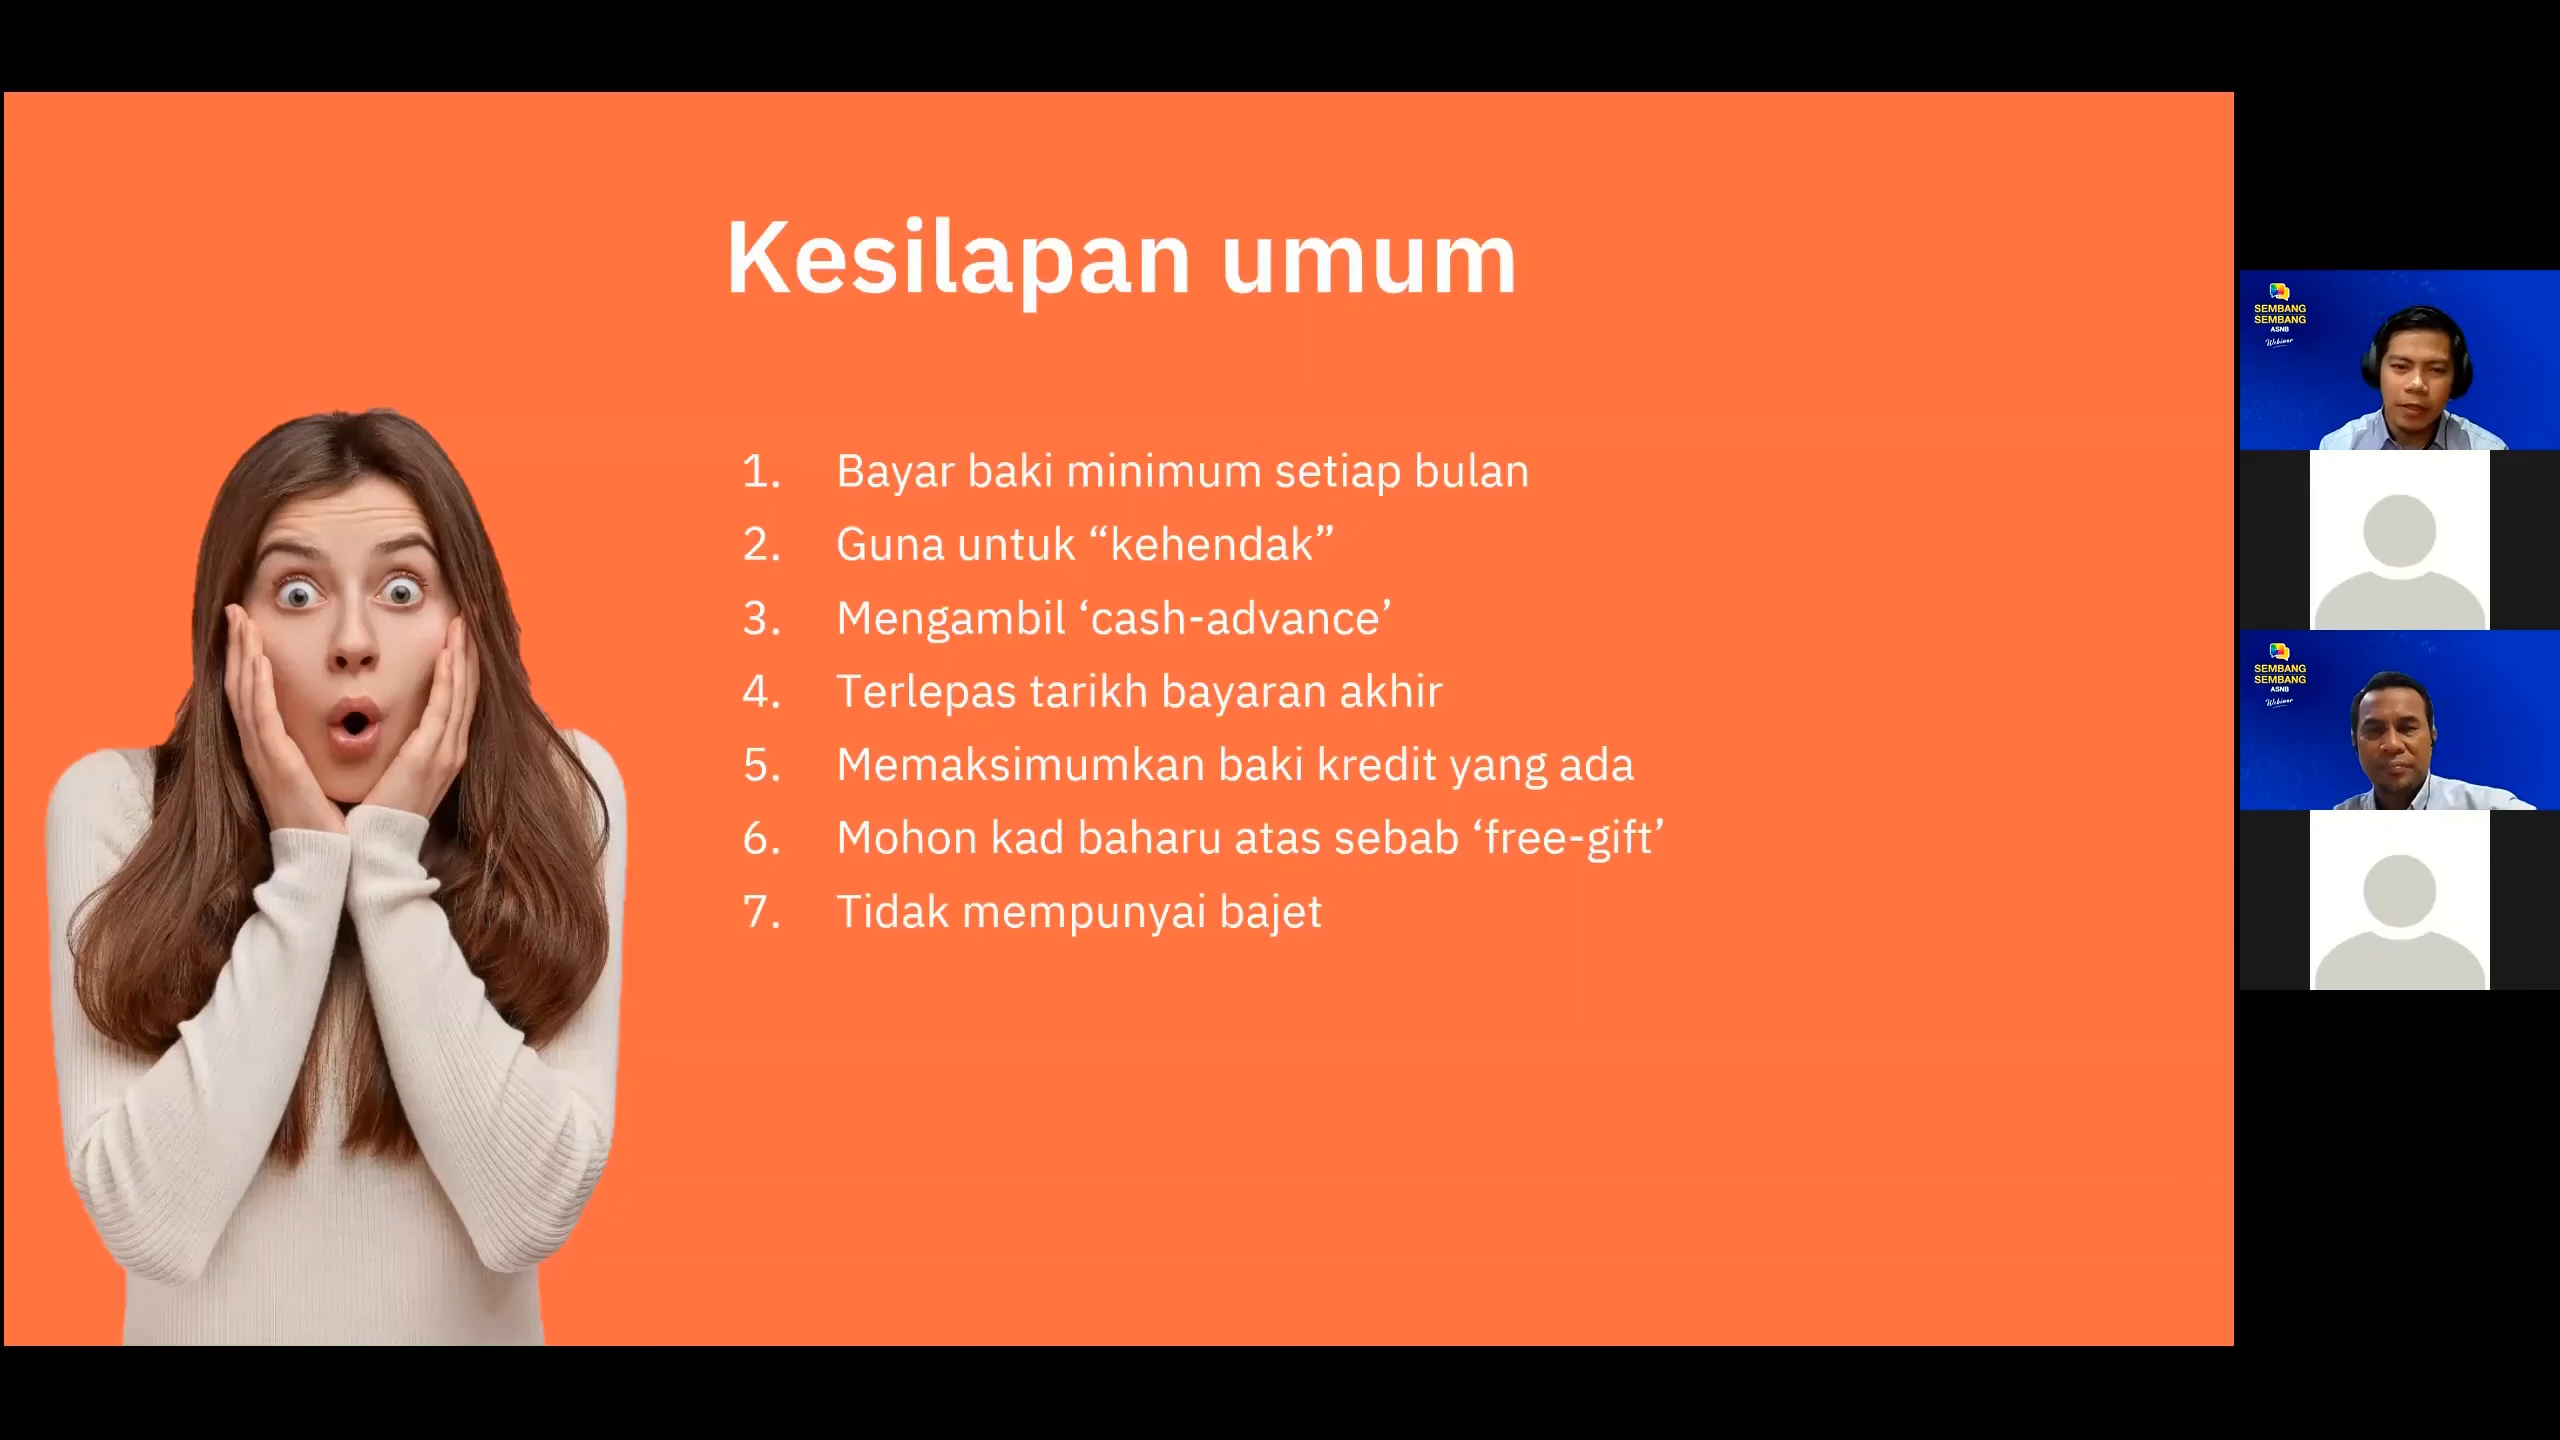 Kesilapan umum
1. Bayar baki minimum setiap bulan
2. Guna untuk “kehendak”
3. Mengambil ‘cash-advance’
4. Terlepas tarikh bayaran akhir
5. Memaksimumkan baki kredit yang ada
6. Mohon kad baharu atas sebab ‘free-gift’
7. Tidak mempunyai bajet
SEMBANG
SEMBANG
ASNB
Webinar
SEMBANG
SEMBANG
ASNB
Webinar